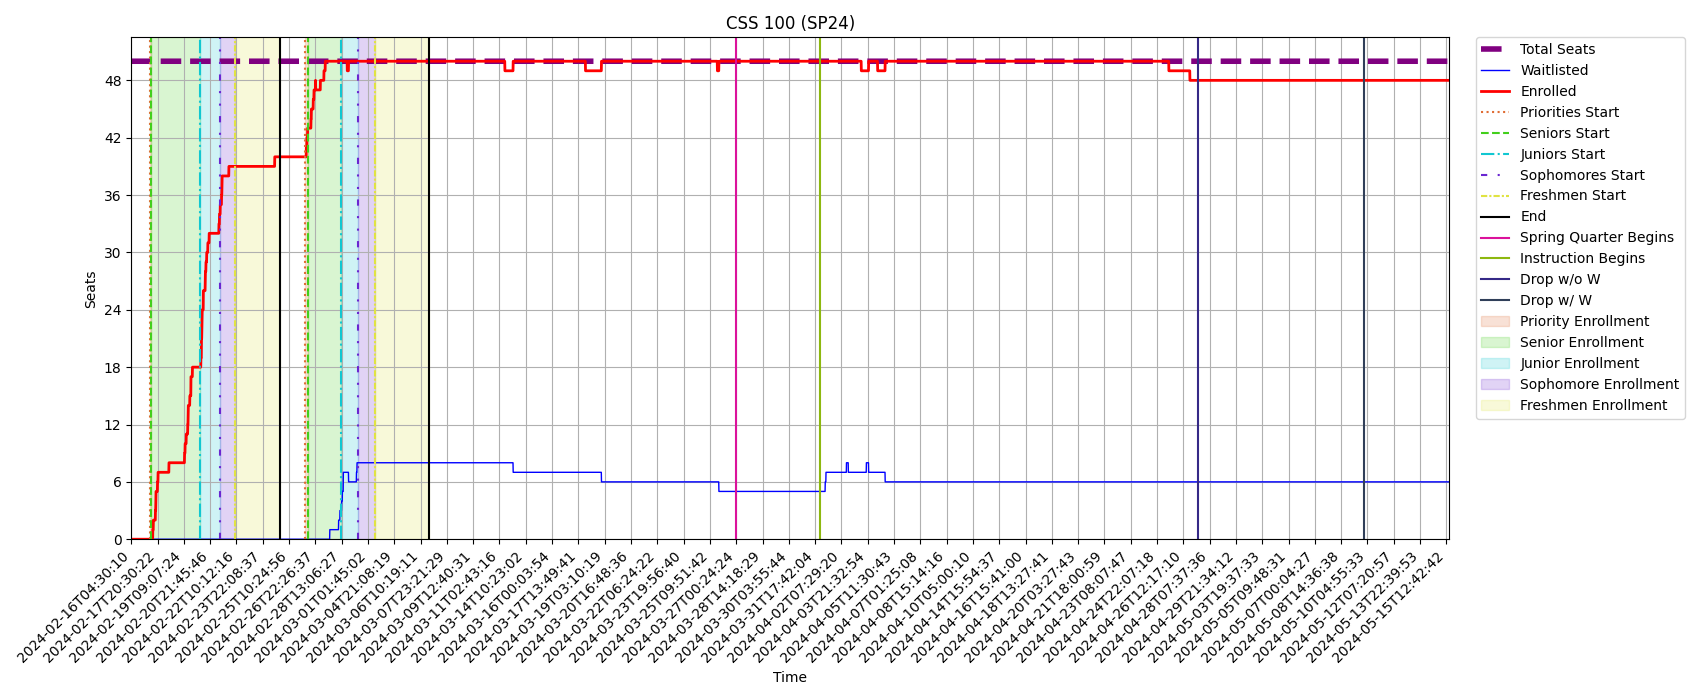 CSS 100 (SP24)
Seats
48
42
36
30
24
18
12
6
0
2024-02-16T04:30:10
2024-02-17T20:30:22
2024-02-19T09:07:24
2024-02-20T21:45:46
2024-02-22T10:12:16
2024-02-23T22:08:37
2024-02-25T10:24:56
2024-02-26T22:26:37
2024-02-28T13:06:27
2024-03-01T01:45:02
2024-03-04T21:08:19
2024-03-06T10:19:11
2024-03-07T23:21:29
2024-03-09T12:40:31
2024-03-11T02:43:16
2024-03-14T10:23:02
2024-03-16T00:03:54
2024-03-17T13:49:41
2024-03-19T03:10:19
2024-03-20T16:48:36
2024-03-22T06:24:22
2024-03-23T19:56:40
2024-03-25T09:51:42
2024-03-27T00:24:24
2024-03-28T14:18:29
2024-03-30T03:55:44
2024-03-31T17:42:04
2024-04-02T07:29:20
2024-04-03T21:32:54
2024-04-05T11:30:43
2024-04-07T01:25:08
2024-04-08T15:14:16
2024-04-10T05:00:10
2024-04-14T15:54:37
2024-04-16T15:41:00
2024-04-18T13:27:41
2024-04-20T03:27:43
2024-04-21T18:00:59
2024-04-23T08:07:47
2024-04-24T22:07:18
2024-04-26T12:17:10
2024-04-28T07:37:36
2024-04-29T21:34:12
2024-05-03T19:37:33
2024-05-05T09:48:31
2024-05-07T00:04:27
2024-05-08T14:36:38
2024-05-10T04:55:33
2024-05-12T07:20:57
2024-05-13T22:39:53
2024-05-15T12:42:42
Time
Total Seats
Waitlisted
Enrolled
Priorities Start
Seniors Start
Juniors Start
Sophomores Start
Freshmen Start
End
Spring Quarter Begins
Instruction Begins
Drop w/o W
Drop w/ W
Priority Enrollment
Senior Enrollment
Junior Enrollment
Sophomore Enrollment
Freshmen Enrollment